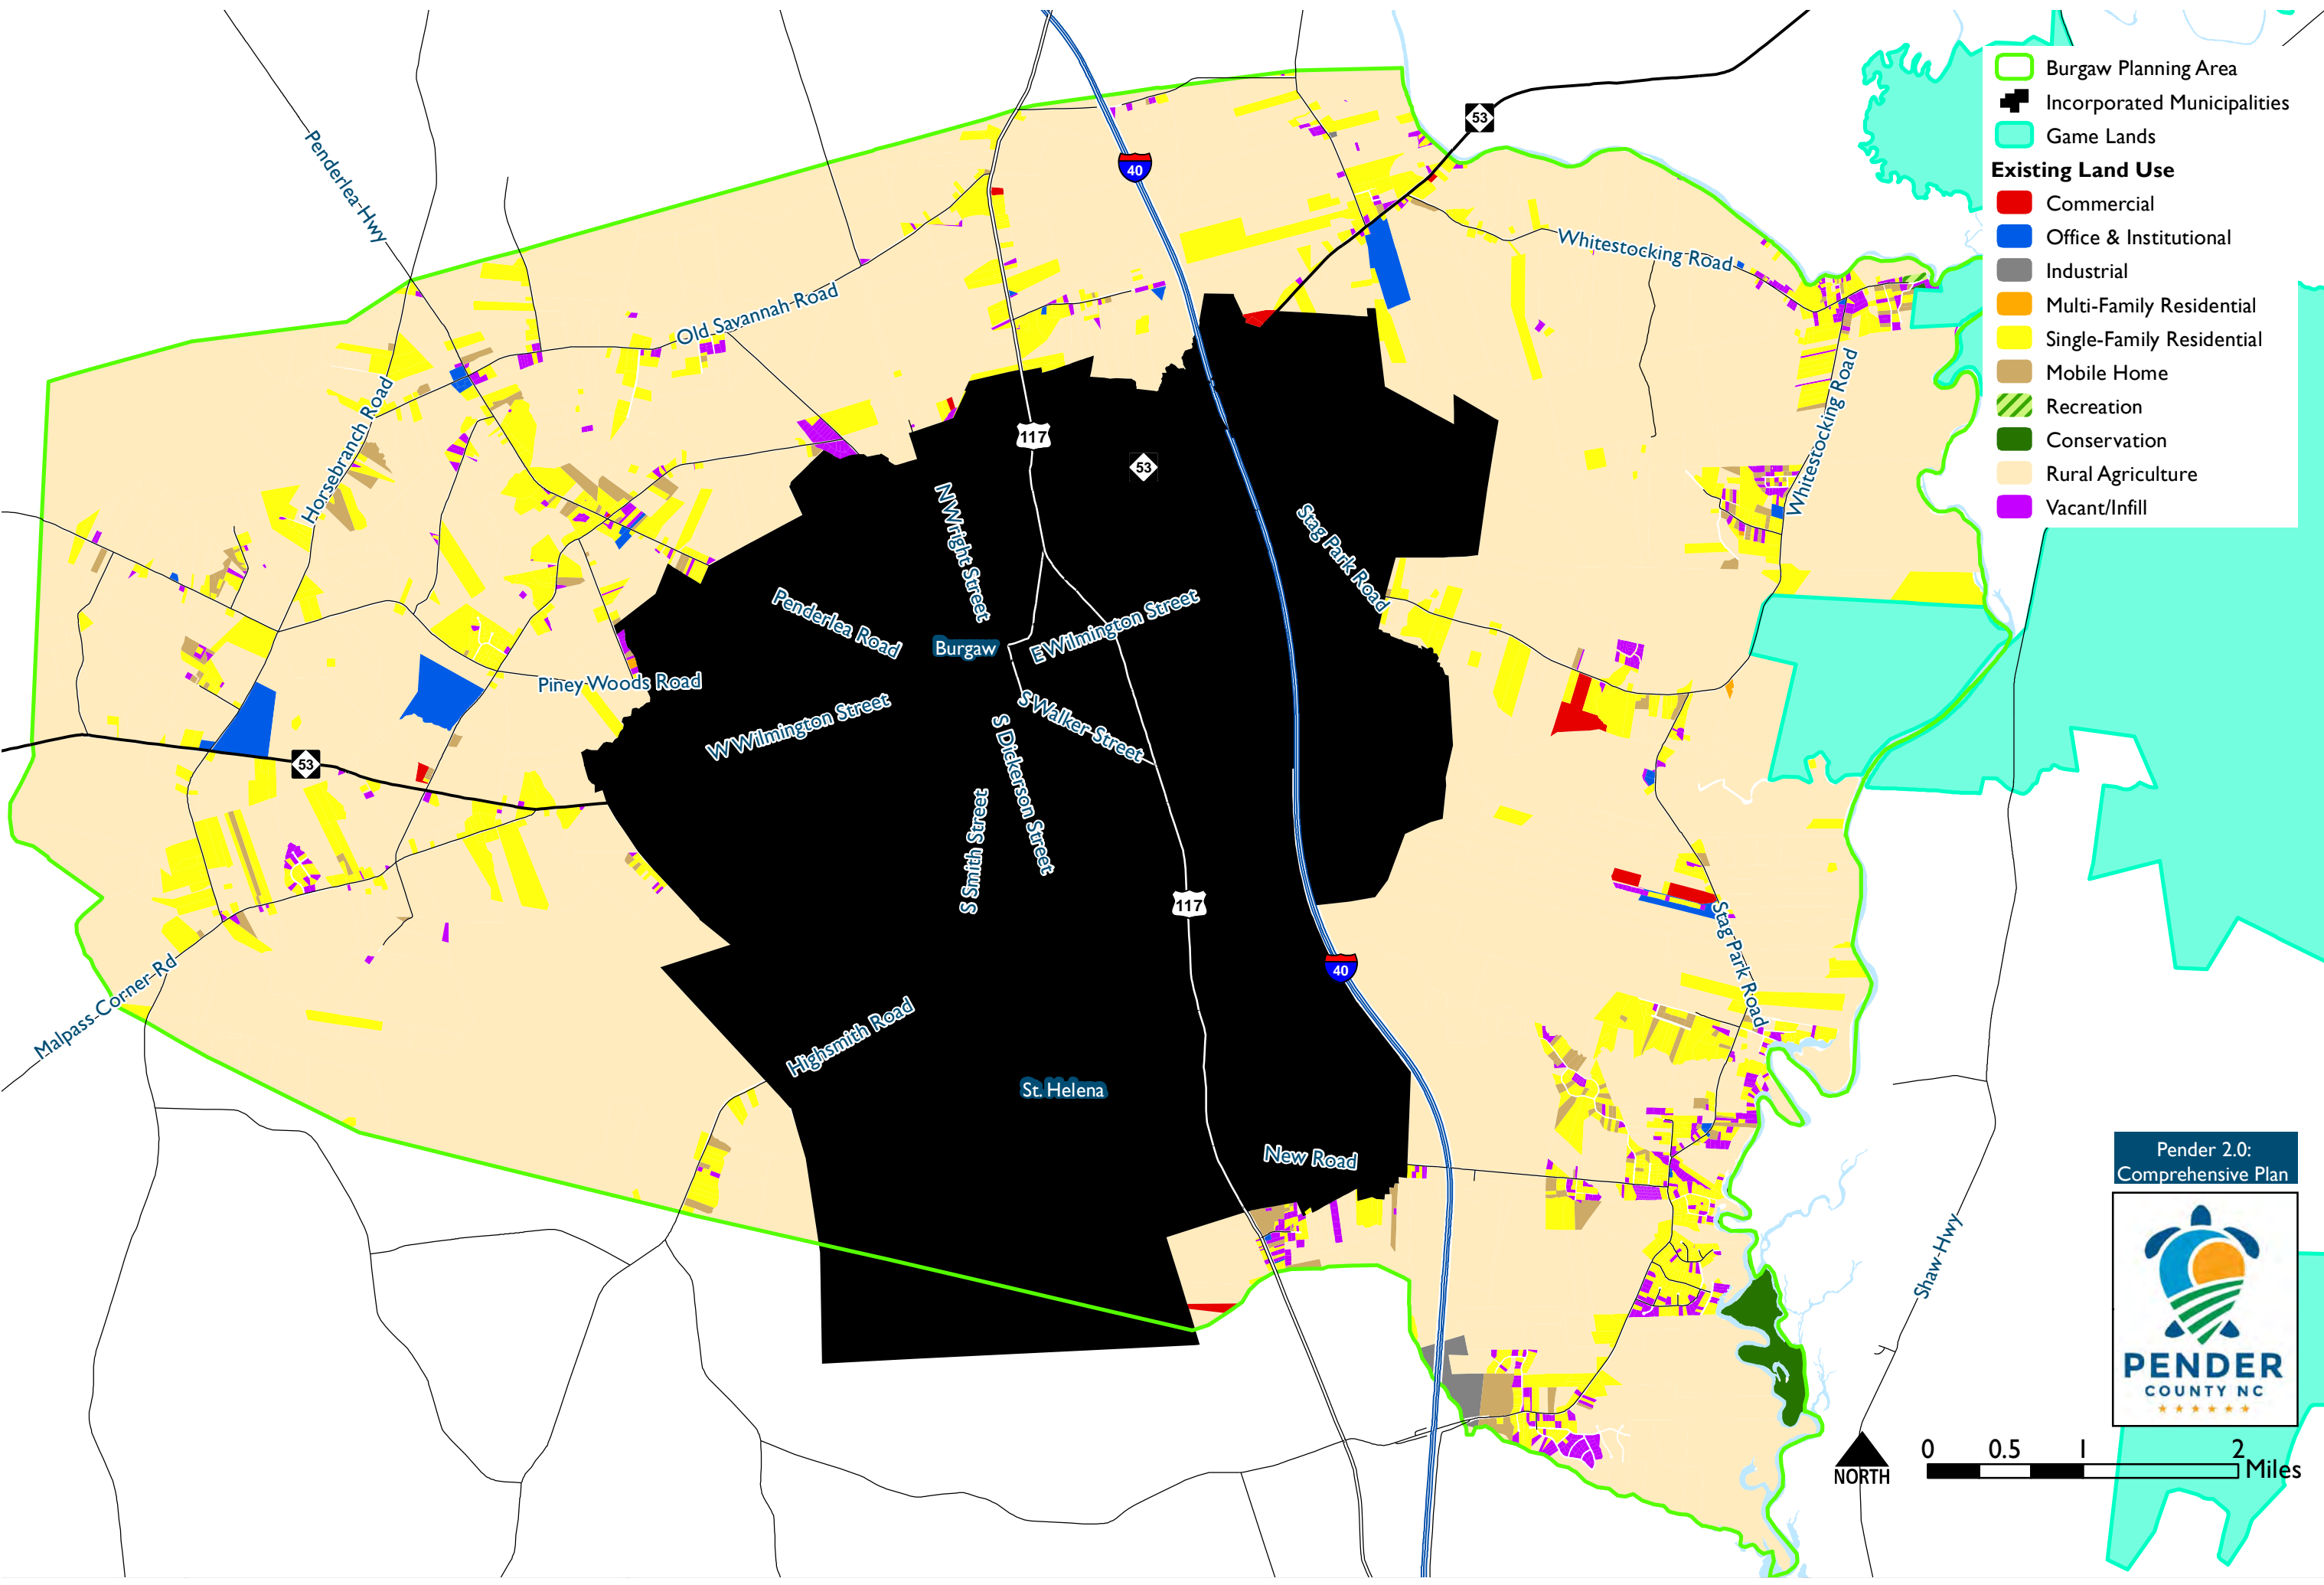 Burgaw Planning Area
Incorporated Municipalities
Game Lands
Existing Land Use
Commercial
Office & Institutional
Industrial
Multi-Family Residential
Single-Family Residential
Mobile Home
Recreation
Conservation
Rural Agriculture
Vacant/Infill
Penderlea-Hwy
53
40
Whitestocking Road
Old Savannah-Road
Horsebranch Road
Whitestocking Road
117
53
N Wright Street
Stag Park Road
Penderlea Road
Burgaw
E Wilmington Street
Piney-Woods Road
W Wilmington Street
S Walker Street
S Dickerson Street
53
S Smith Street
117
Stag-Park Road
40
Malpass-Corner-Rd
Highsmith Road
St. Helena
New Road
Shaw-Hwy
Pender 2.0:
Comprehensive Plan
PENDER
COUNTY NC
NORTH
0 0.5 1 2
Miles